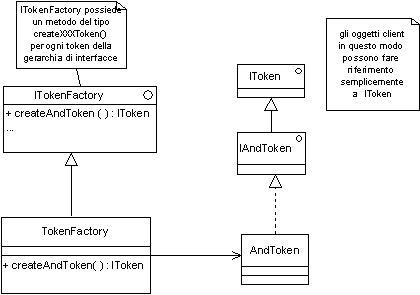 ITokenFactory possiede
un metodo del tipo
createXXXToken()
per ogni token della
gerarchia di interfacce
gli oggetti client
in questo modo
possono fare
riferimento
semplicemente
a IToken
IToken
ITokenFactory
+ createAndToken ( ) : IToken
...
IAndToken
TokenFactory
+ createAndToken( ) : IToken
AndToken